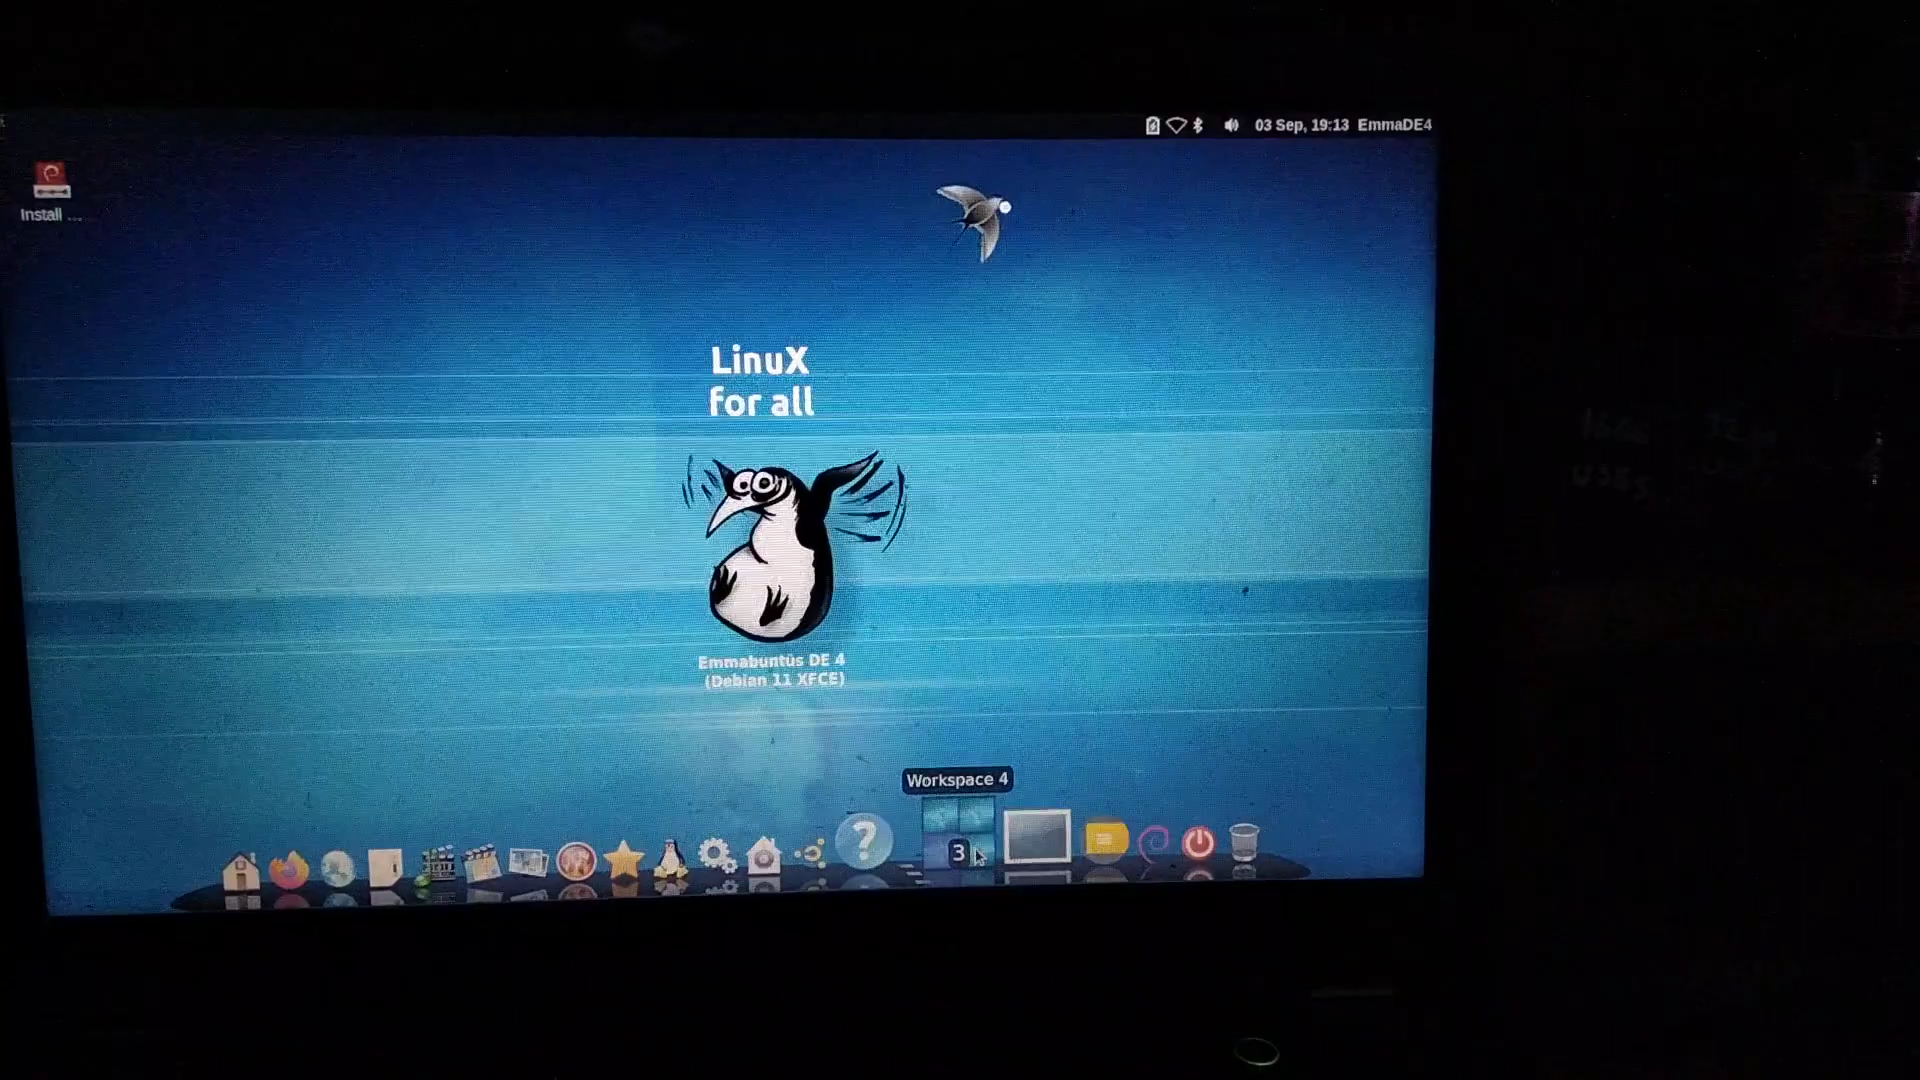 03 Sep, 19:13 EmmaDE4
Install ...
LinuX
for all
Emmabuntüs DE 4
(Debian 11 XFCE)
Workspace 4
3
?